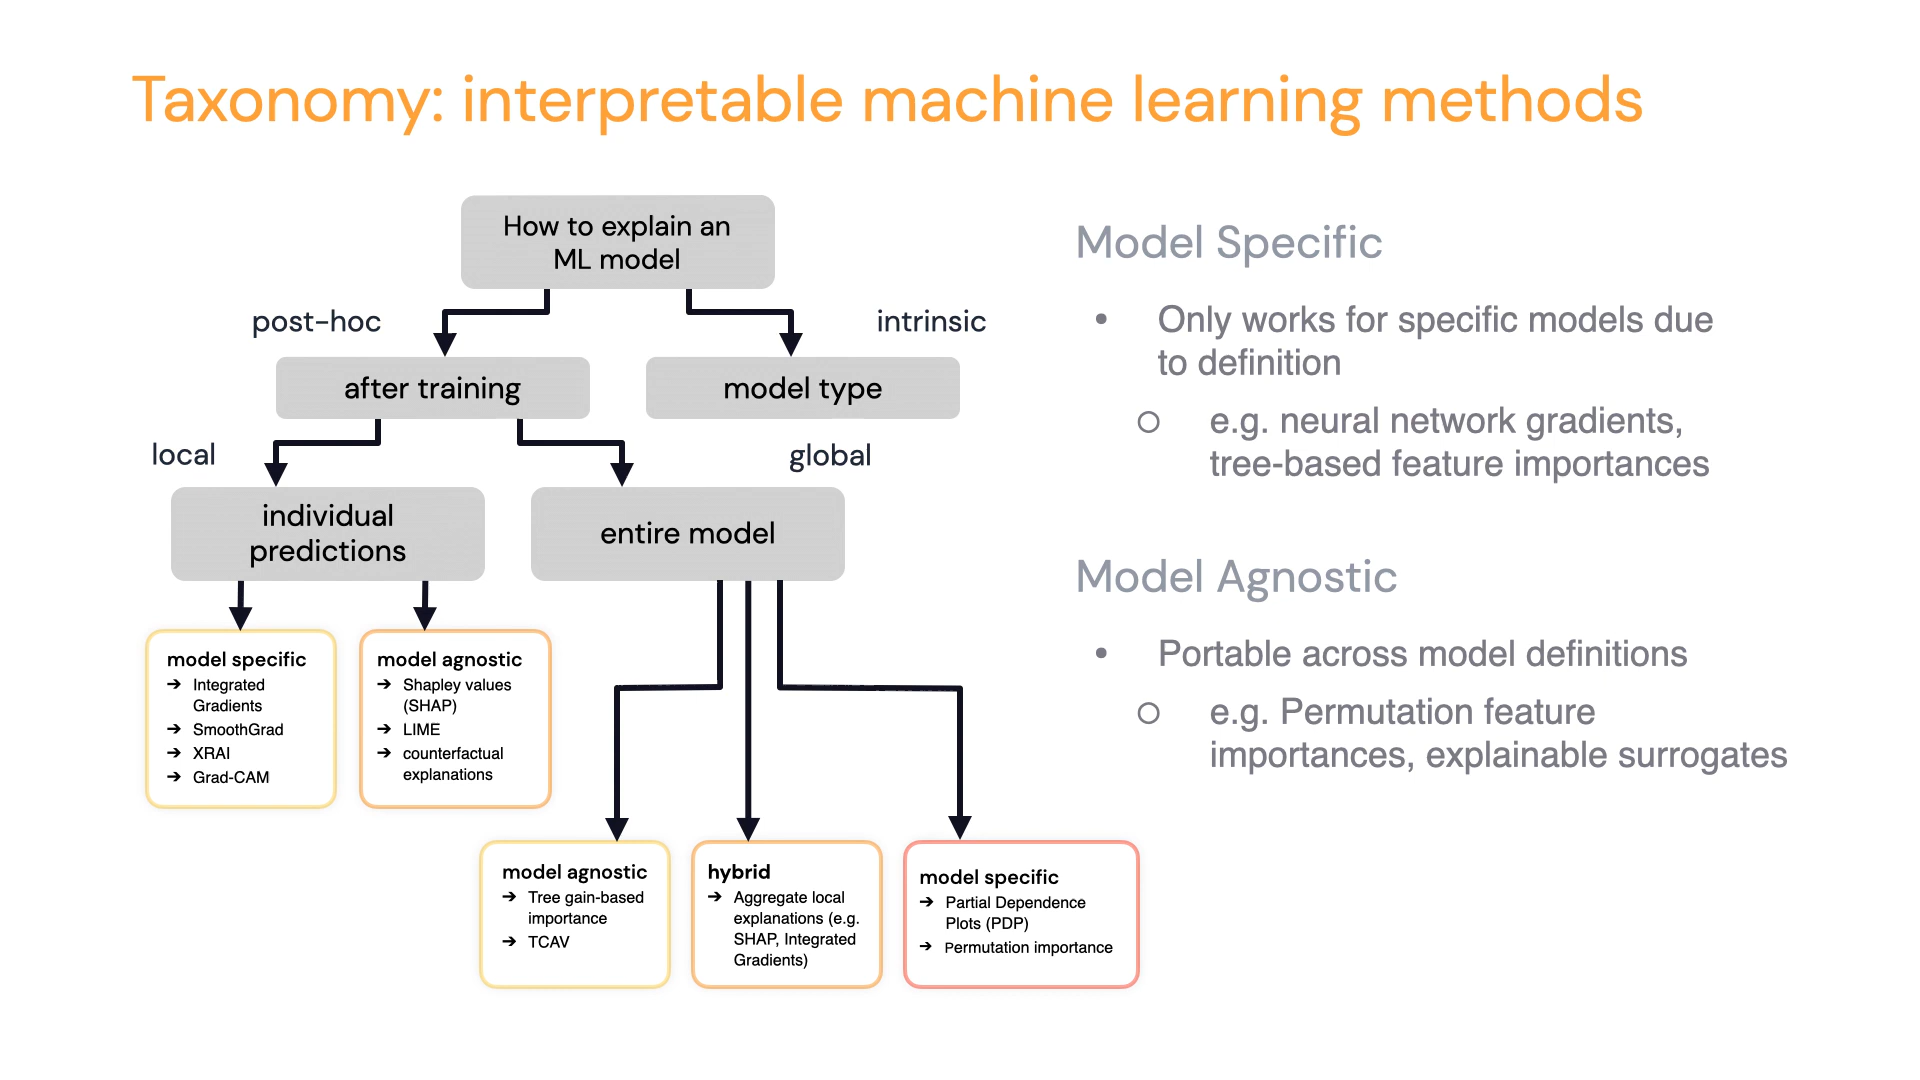 Taxonomy: interpretable machine learning methods
How to explain an
ML model
post-hoc
intrinsic
after training
model type
local
global
individual
predictions
entire model
model specific
➔ Integrated
Gradients
➔ SmoothGrad
➔ XRAI
➔ Grad-CAM
model agnostic
➔ Shapley values
(SHAP)
➔ LIME
➔ counterfactual
explanations
model agnostic
➔ Tree gain-based
importance
➔ TCAV
hybrid
➔ Aggregate local
explanations (e.g.
SHAP, Integrated
Gradients)
model specific
➔ Partial Dependence
Plots (PDP)
➔ Permutation importance
Model Specific
• Only works for specific models due
to definition
○ e.g. neural network gradients,
tree-based feature importances
Model Agnostic
• Portable across model definitions
○ e.g. Permutation feature
importances, explainable surrogates